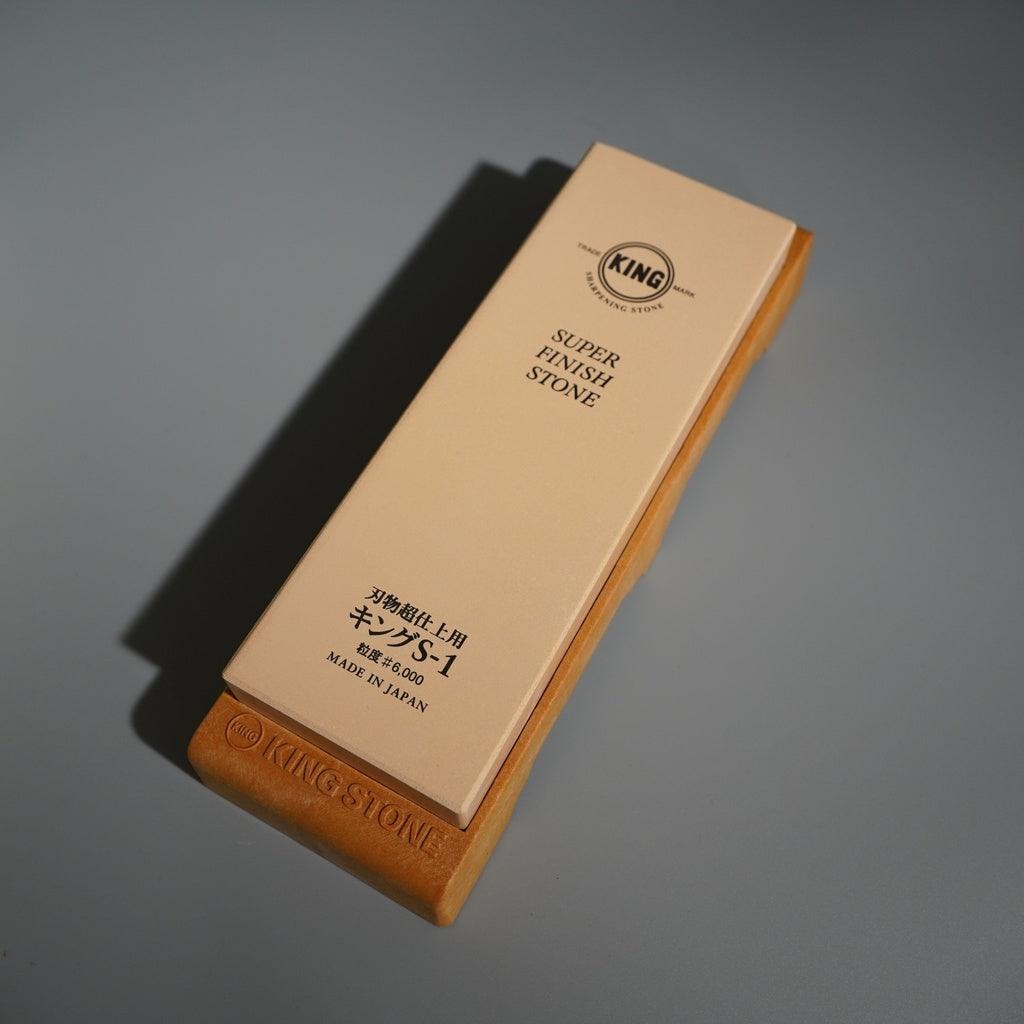 TRADE KING MARK
SHARPENING STONE
SUPER
FINISH
STONE
刃物超仕上用
キングS-1
粒度#6,000
MADE IN JAPAN
KING KING STONE